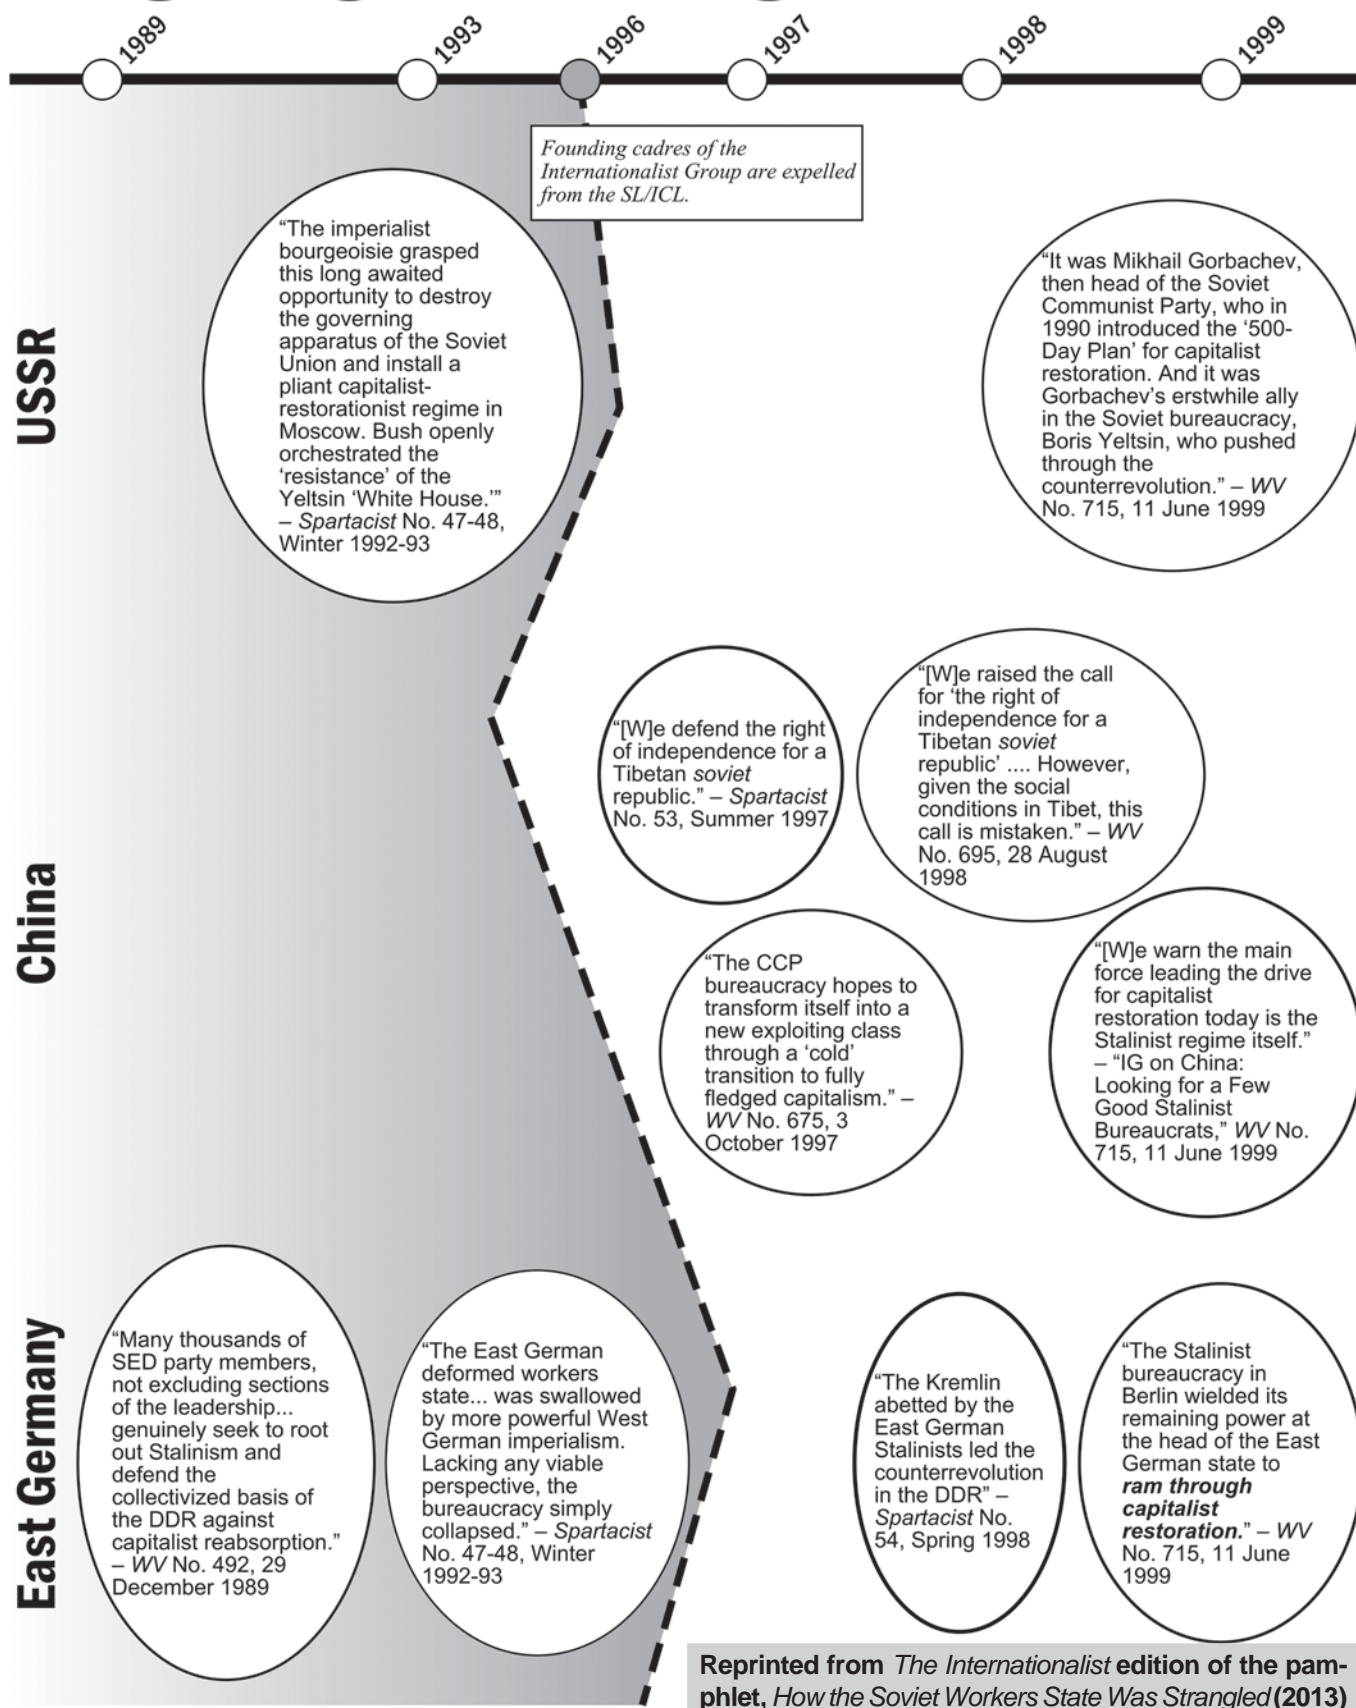 1989
1993
1996
1997
1998
1999
Founding cadres of the
Internationalist Group are expelled
from the SL/ICL.
USSR
“The imperialist
bourgeoisie grasped
this long awaited
opportunity to destroy
the governing
apparatus of the Soviet
Union and install a
pliant capitalist-
restorationist regime in
Moscow. Bush openly
orchestrated the
‘resistance’ of the
Yeltsin ‘White House.’”
– Spartacist No. 47-48,
Winter 1992-93
“It was Mikhail Gorbachev,
then head of the Soviet
Communist Party, who in
1990 introduced the ‘500-
Day Plan’ for capitalist
restoration. And it was
Gorbachev’s erstwhile ally
in the Soviet bureaucracy,
Boris Yeltsin, who pushed
through the
counterrevolution.” – WV
No. 715, 11 June 1999
China
“[W]e defend the right
of independence for a
Tibetan soviet
republic.” – Spartacist
No. 53, Summer 1997
“[W]e raised the call
for ‘the right of
independence for a
Tibetan soviet
republic’ .... However,
given the social
conditions in Tibet, this
call is mistaken.” – WV
No. 695, 28 August
1998
“The CCP
bureaucracy hopes to
transform itself into a
new exploiting class
through a ‘cold’
transition to fully
fledged capitalism.” –
WV No. 675, 3
October 1997
“[W]e warn the main
force leading the drive
for capitalist
restoration today is the
Stalinist regime itself.”
– “IG on China:
Looking for a Few
Good Stalinist
Bureaucrats,” WV No.
715, 11 June 1999
East Germany
“Many thousands of
SED party members,
not excluding sections
of the leadership...
genuinely seek to root
out Stalinism and
defend the
collectivized basis of
the DDR against
capitalist reabsorption.”
– WV No. 492, 29
December 1989
“The East German
deformed workers
state... was swallowed
by more powerful West
German imperialism.
Lacking any viable
perspective, the
bureaucracy simply
collapsed.” – Spartacist
No. 47-48, Winter
1992-93
“The Kremlin
abetted by the
East German
Stalinists led the
counterrevolution
in the DDR” –
Spartacist No.
54, Spring 1998
“The Stalinist
bureaucracy in
Berlin wielded its
remaining power at
the head of the East
German state to
ram through
capitalist
restoration.” – WV
No. 715, 11 June
1999
Reprinted from The Internationalist edition of the pam-
phlet, How the Soviet Workers State Was Strangled (2013)